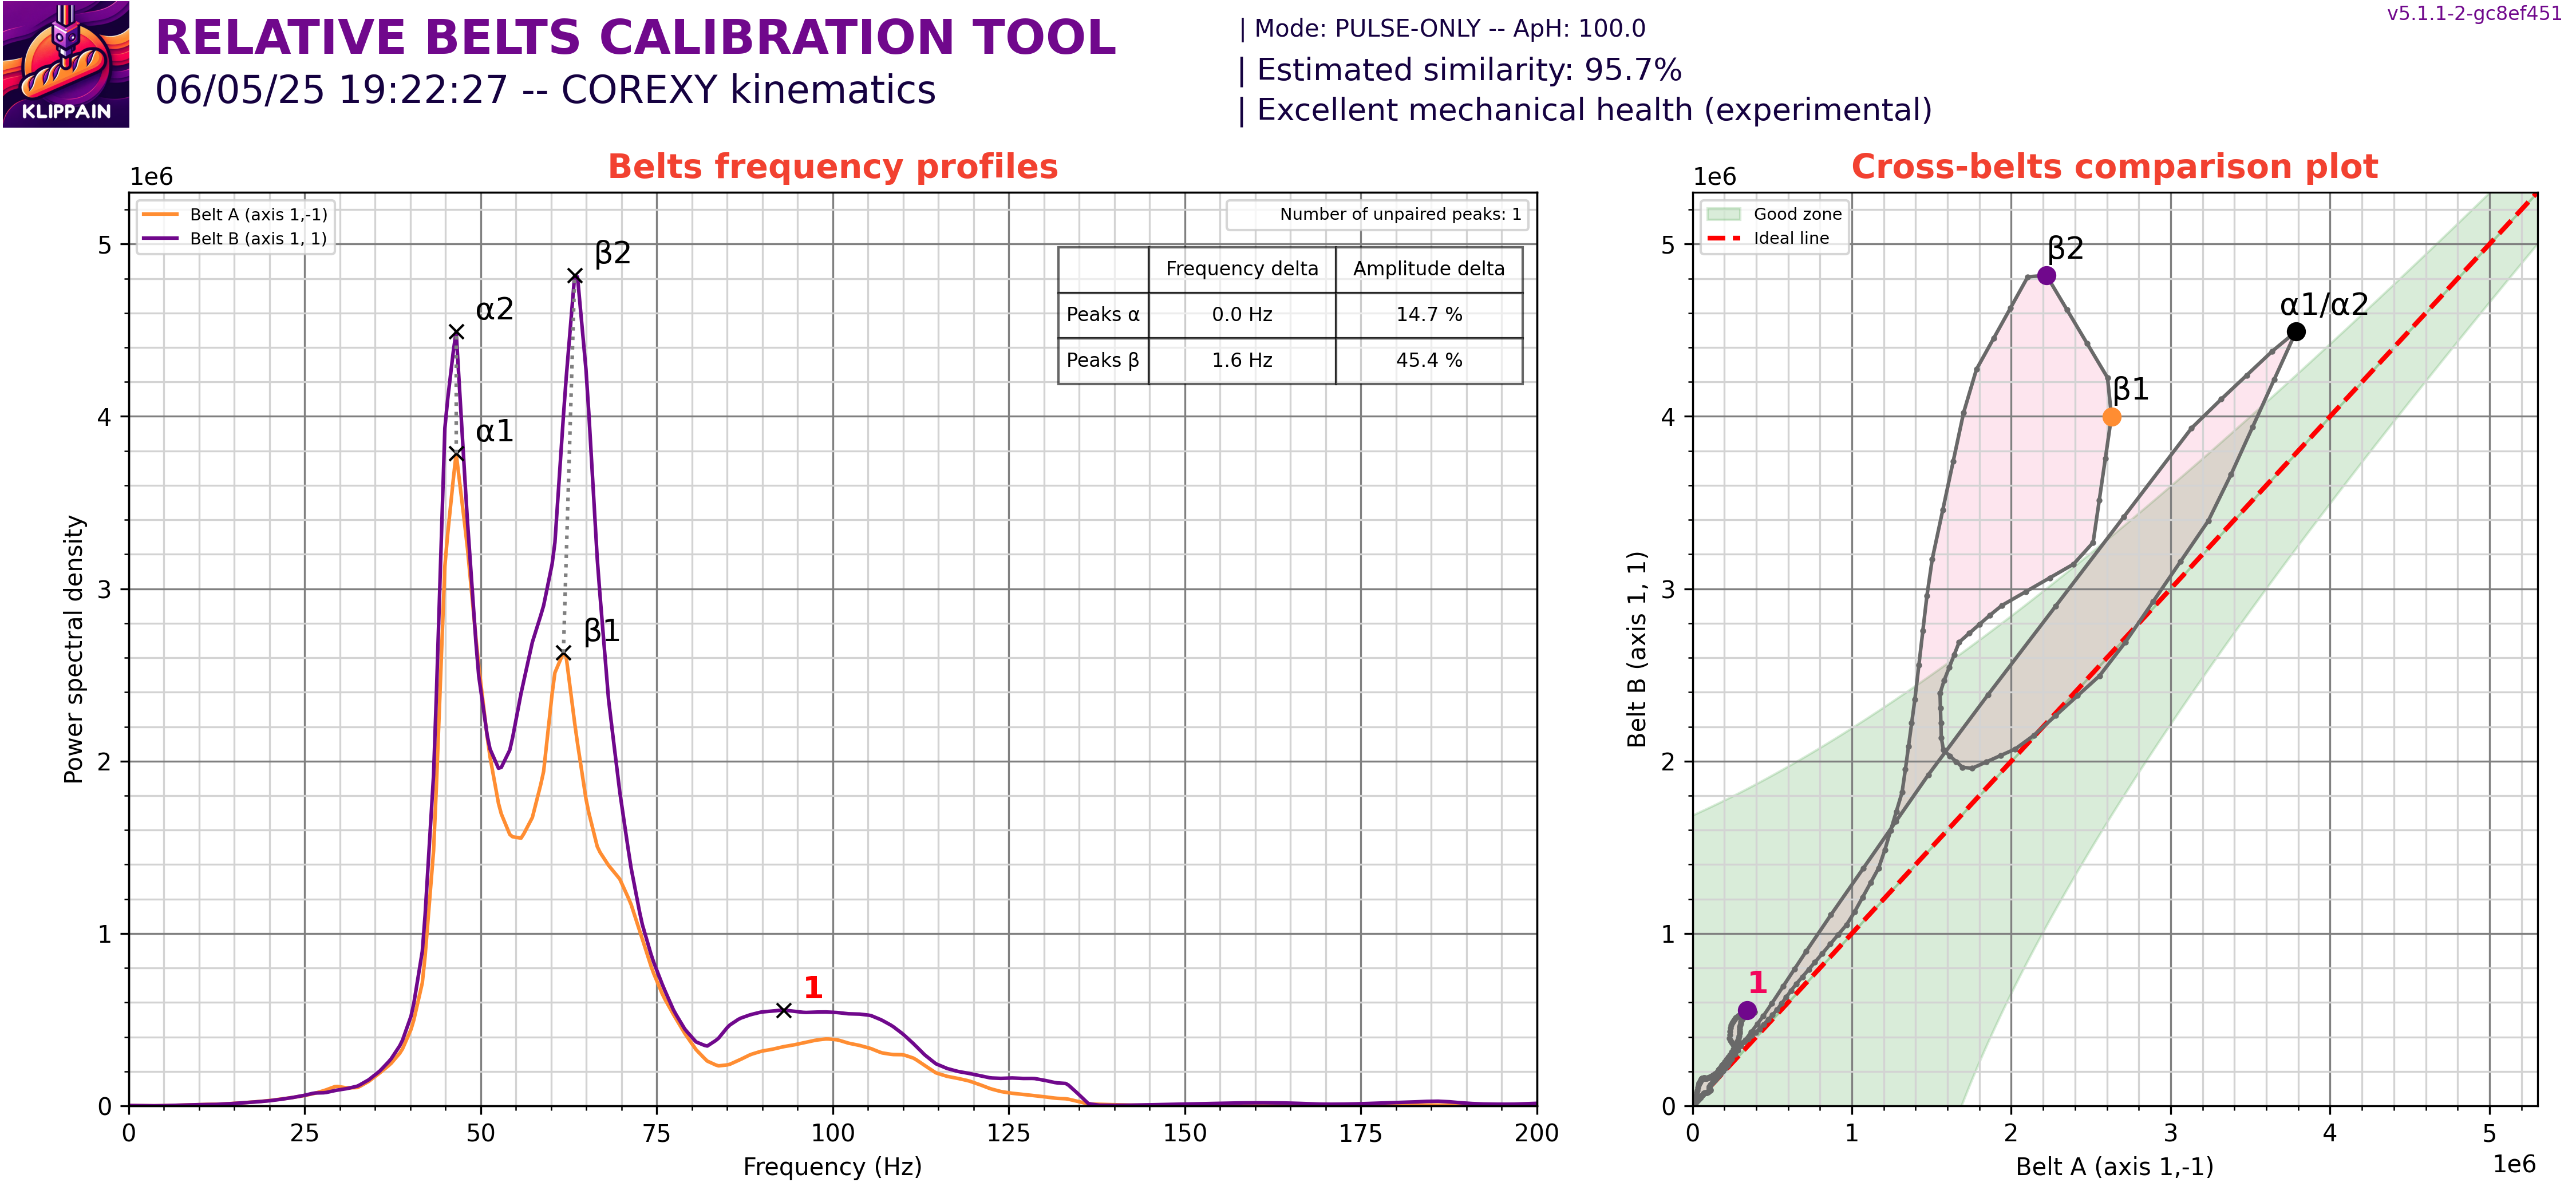 v5.1.1-2-gc8ef451
KLIPPAIN
RELATIVE BELTS CALIBRATION TOOL
06/05/25 19:22:27 -- COREXY kinematics
| Mode: PULSE-ONLY -- ApH: 100.0
| Estimated similarity: 95.7%
| Excellent mechanical health (experimental)
Belts frequency profiles
1e6
Belt A (axis 1,-1)
Belt B (axis 1, 1)
Number of unpaired peaks: 1
Frequency delta Amplitude delta
Peaks α 0.0 Hz 14.7 %
Peaks β 1.6 Hz 45.4 %
β2
α2
α1
β1
1
Power spectral density
5
4
3
2
1
0
0 25 50 75 100 125 150 175 200
Frequency (Hz)
Cross-belts comparison plot
1e6
Good zone
Ideal line
β2
α1/α2
β1
1
Belt B (axis 1, 1)
5
4
3
2
1
0
0 1 2 3 4 5
Belt A (axis 1,-1)
1e6